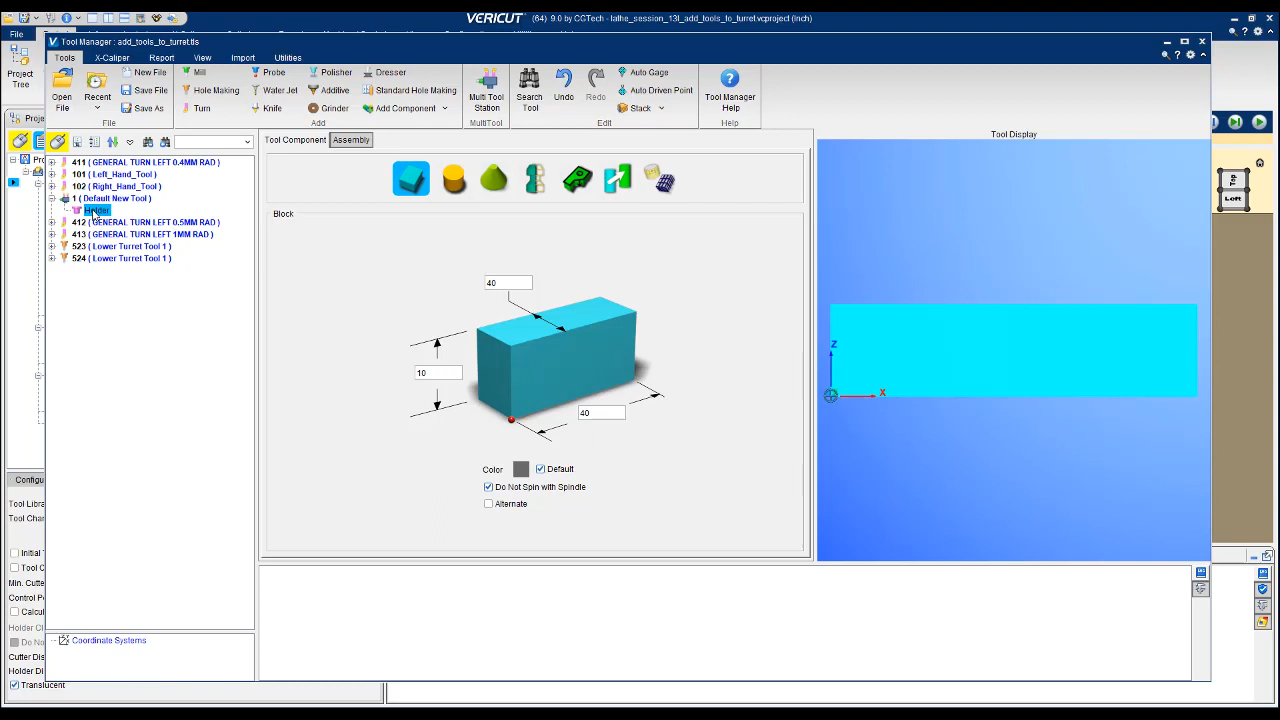 VERICUT (64) 9.0 by CGTech - lathe_session_13l_add_tools_to_turret.vcproject (Inch)
File
Tool Manager : add_tools_to_turret.tls
Tools X-Caliper Report View Import Utilities
Project Tree
Open File
Recent
New File
Save File
Save As
File
Mill
Hole Making
Turn
Probe
Water Jet
Knife
Polisher
Additive
Grinder
Dresser
Standard Hole Making
Add Component
Add
Multi Tool Station
MultiTool
Search Tool
Undo
Redo
Auto Gage
Auto Driven Point
Stack
Edit
Tool Manager Help
Help
Proje
Pro
411 ( GENERAL TURN LEFT 0.4MM RAD )
101 ( Left_Hand_Tool )
102 ( Right_Hand_Tool )
1 ( Default New Tool )
Holder
412 ( GENERAL TURN LEFT 0.5MM RAD )
413 ( GENERAL TURN LEFT 1MM RAD )
523 ( Lower Turret Tool 1 )
524 ( Lower Turret Tool 1 )
Tool Component Assembly
Block
40
10
40
Color Default
Do Not Spin with Spindle
Alternate
Tool Display
Z
X
Top
Left
Configu
Tool Librar
Tool Chan
Initial T
Tool C
Min. Cutter
Control Po
Calcul
Holder Cl
Do No
Cutter Dis
Holder Di
Translucent
Coordinate Systems